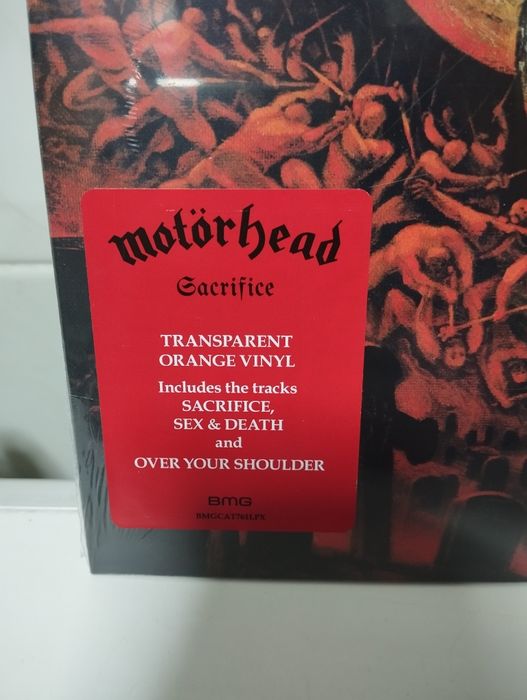 motörhead
Sacrifice
TRANSPARENT
ORANGE VINYL
Includes the tracks
SACRIFICE,
SEX & DEATH
and
OVER YOUR SHOULDER
BMG
BMGCAT761LPX